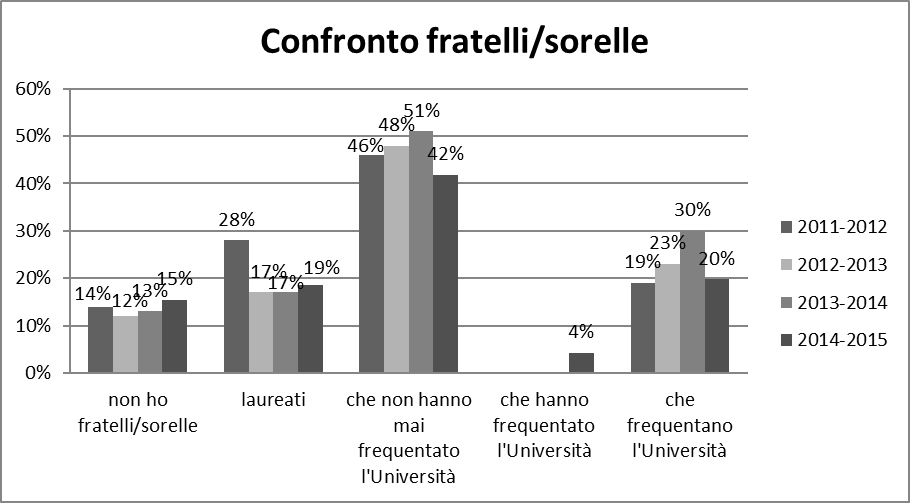 Confronto fratelli/sorelle
60%
50%
40%
30%
20%
10%
0%
14%
12%
13%
15%
28%
17%
17%
19%
46%
48%
51%
42%
4%
19%
23%
30%
20%
non ho
fratelli/sorelle
laureati
che non hanno
mai
frequentato
l'Università
che hanno
frequentato
l'Università
che
frequentano
l'Università
2011-2012
2012-2013
2013-2014
2014-2015